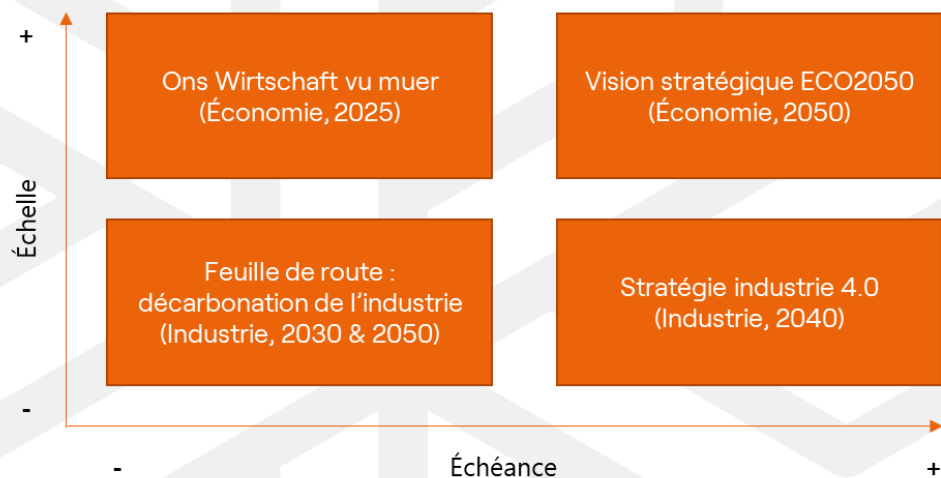 +
Ons Wirtschaft vu muer
(Économie, 2025)
Vision stratégique ECO2050
(Économie, 2050)
Échelle
Feuille de route :
décarbonation de l'industrie
(Industrie, 2030 & 2050)
Stratégie industrie 4.0
(Industrie, 2040)
-
-
Échéance
+